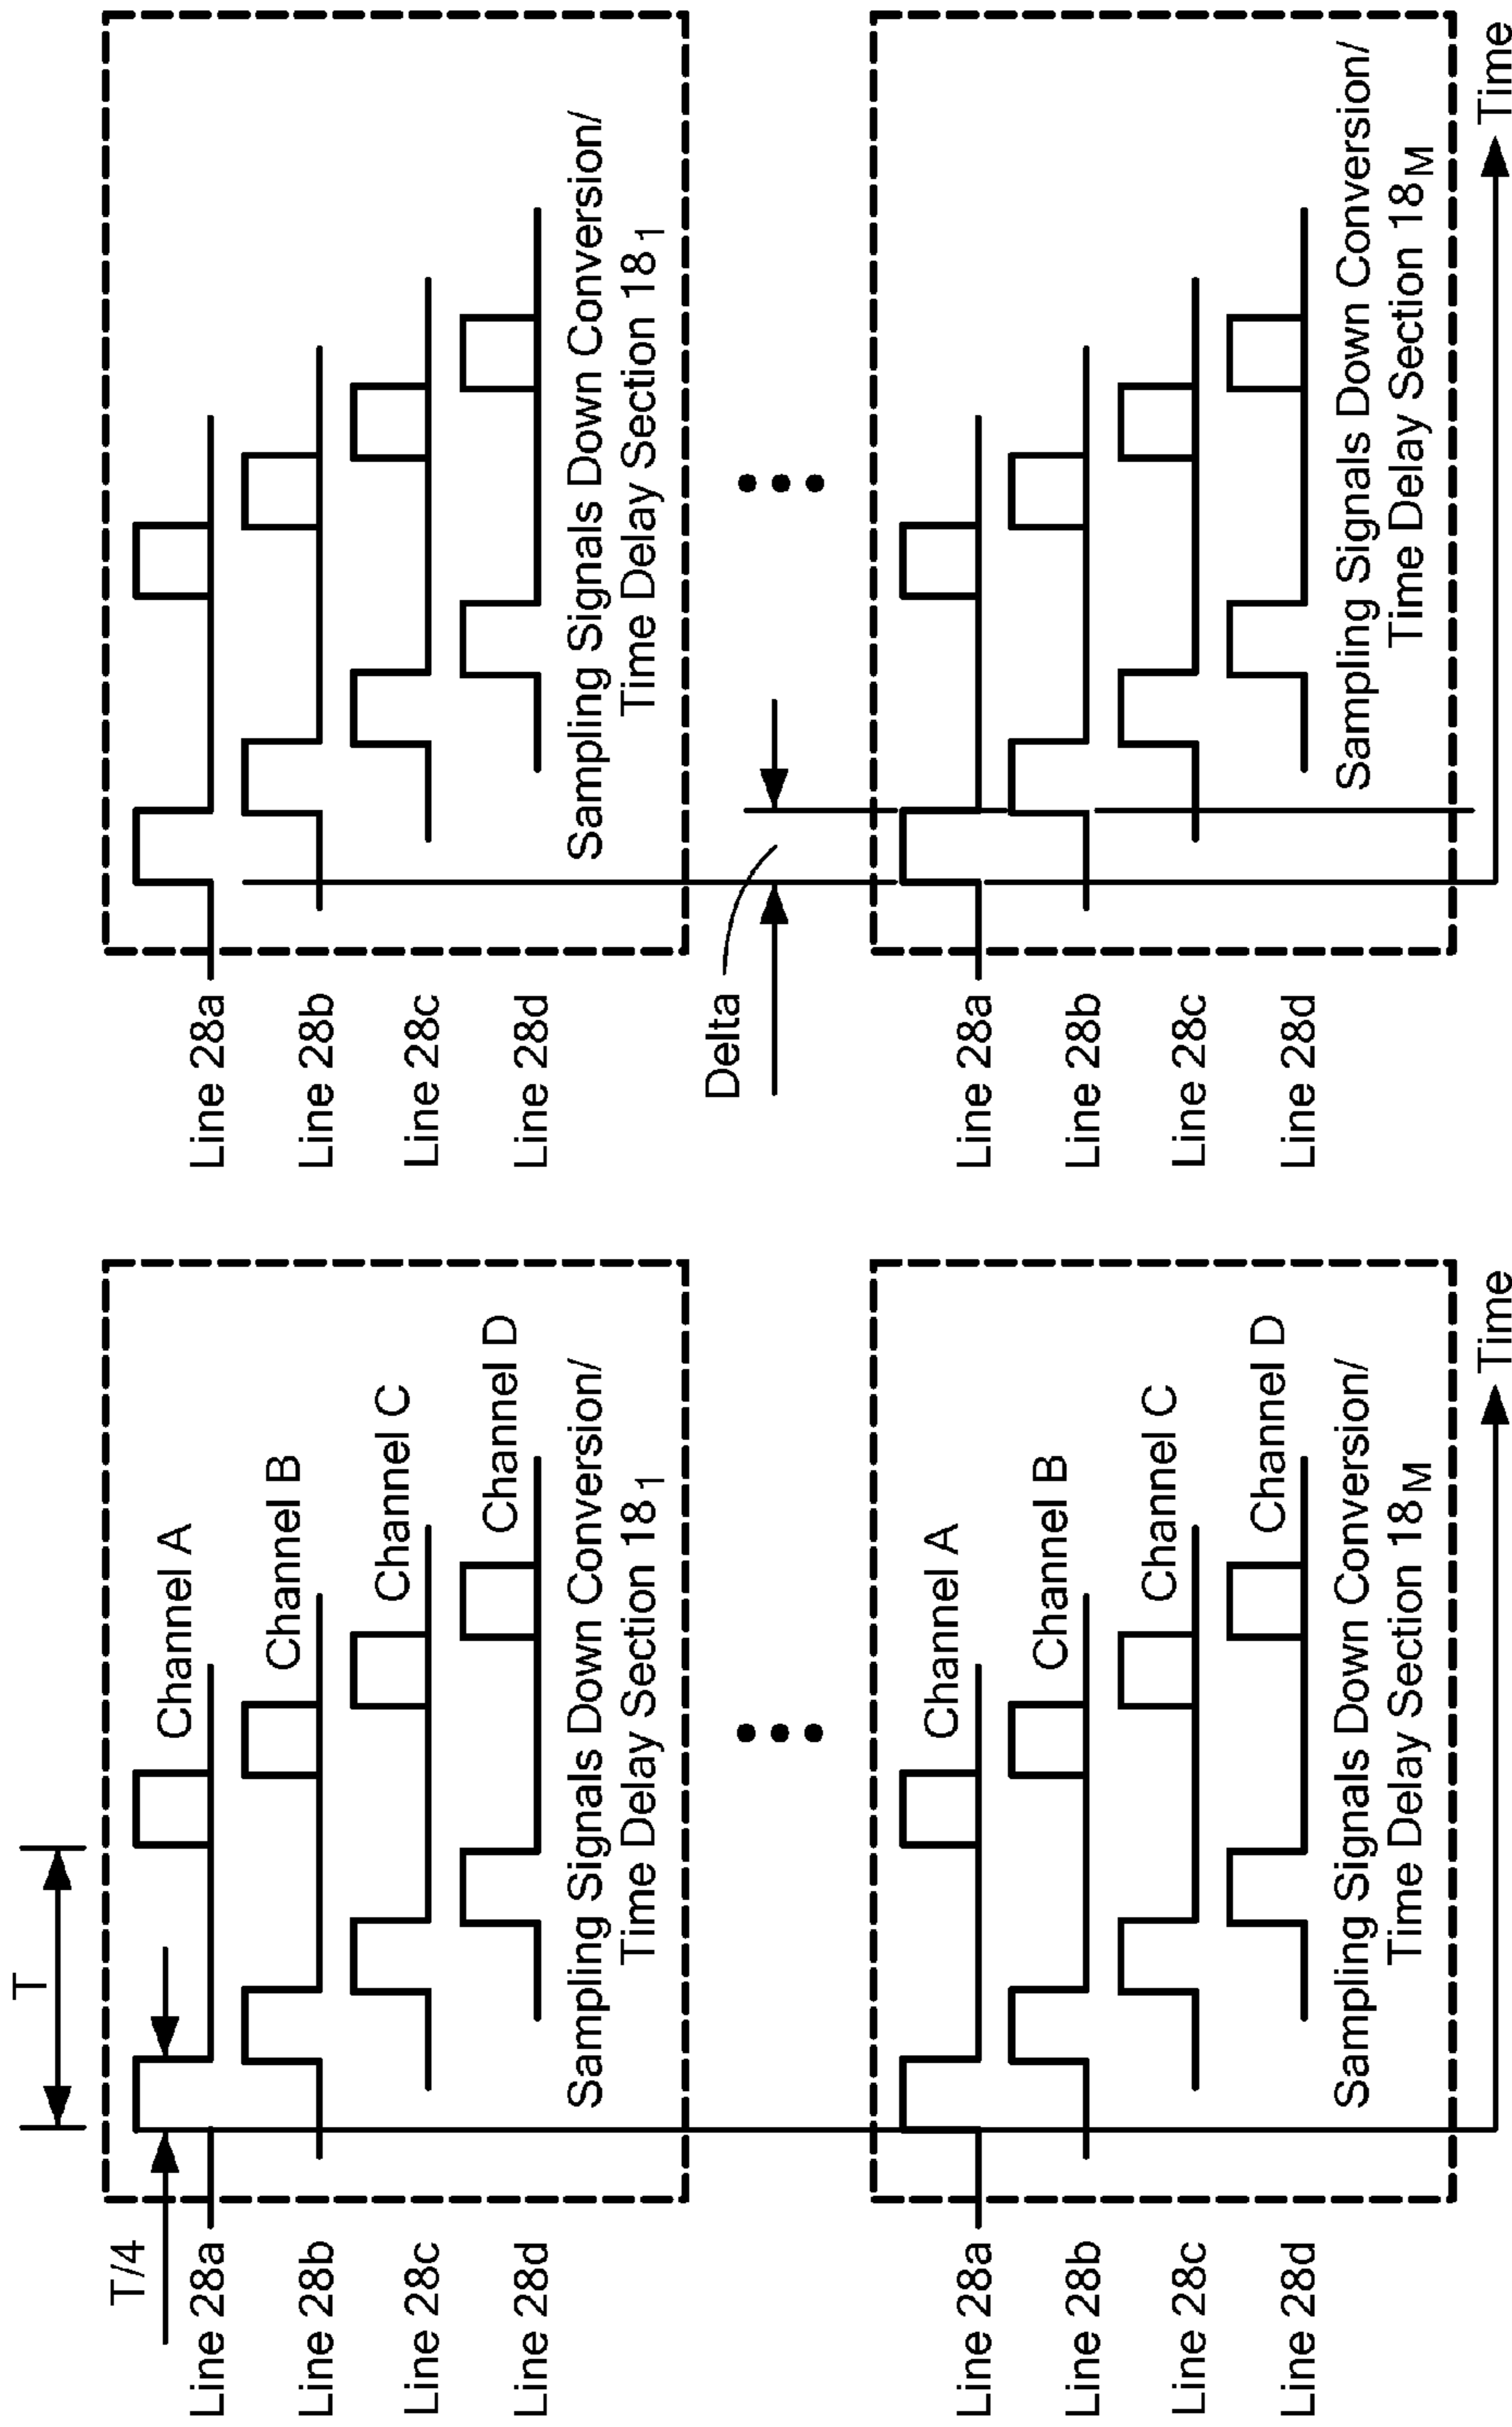 T
T/4
Line 28a
Channel A
Line 28b
Channel B
Line 28c
Channel C
Line 28d
Channel D
Sampling Signals Down Conversion/
Time Delay Section 18₁
Line 28a
Channel A
Line 28b
Channel B
Line 28c
Channel C
Line 28d
Channel D
Sampling Signals Down Conversion/
Time Delay Section 18_M
Time
Line 28a
Line 28b
Line 28c
Line 28d
Sampling Signals Down Conversion/
Time Delay Section 18₁
Delta
Line 28a
Line 28b
Line 28c
Line 28d
Sampling Signals Down Conversion/
Time Delay Section 18_M
Time